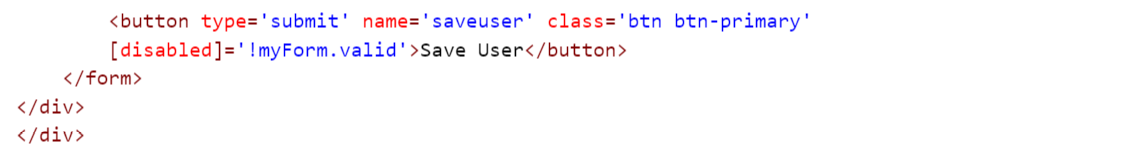 <button type='submit' name='saveuser' class='btn btn-primary'
[disabled]='!myForm.valid'>Save User</button>
</form>
</div>
</div>